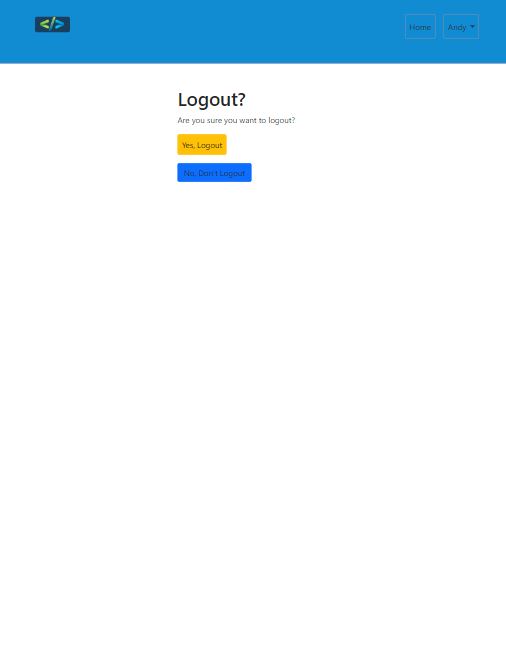 </>
Home Andy
Logout?
Are you sure you want to logout?
Yes, Logout
No, Don't Logout